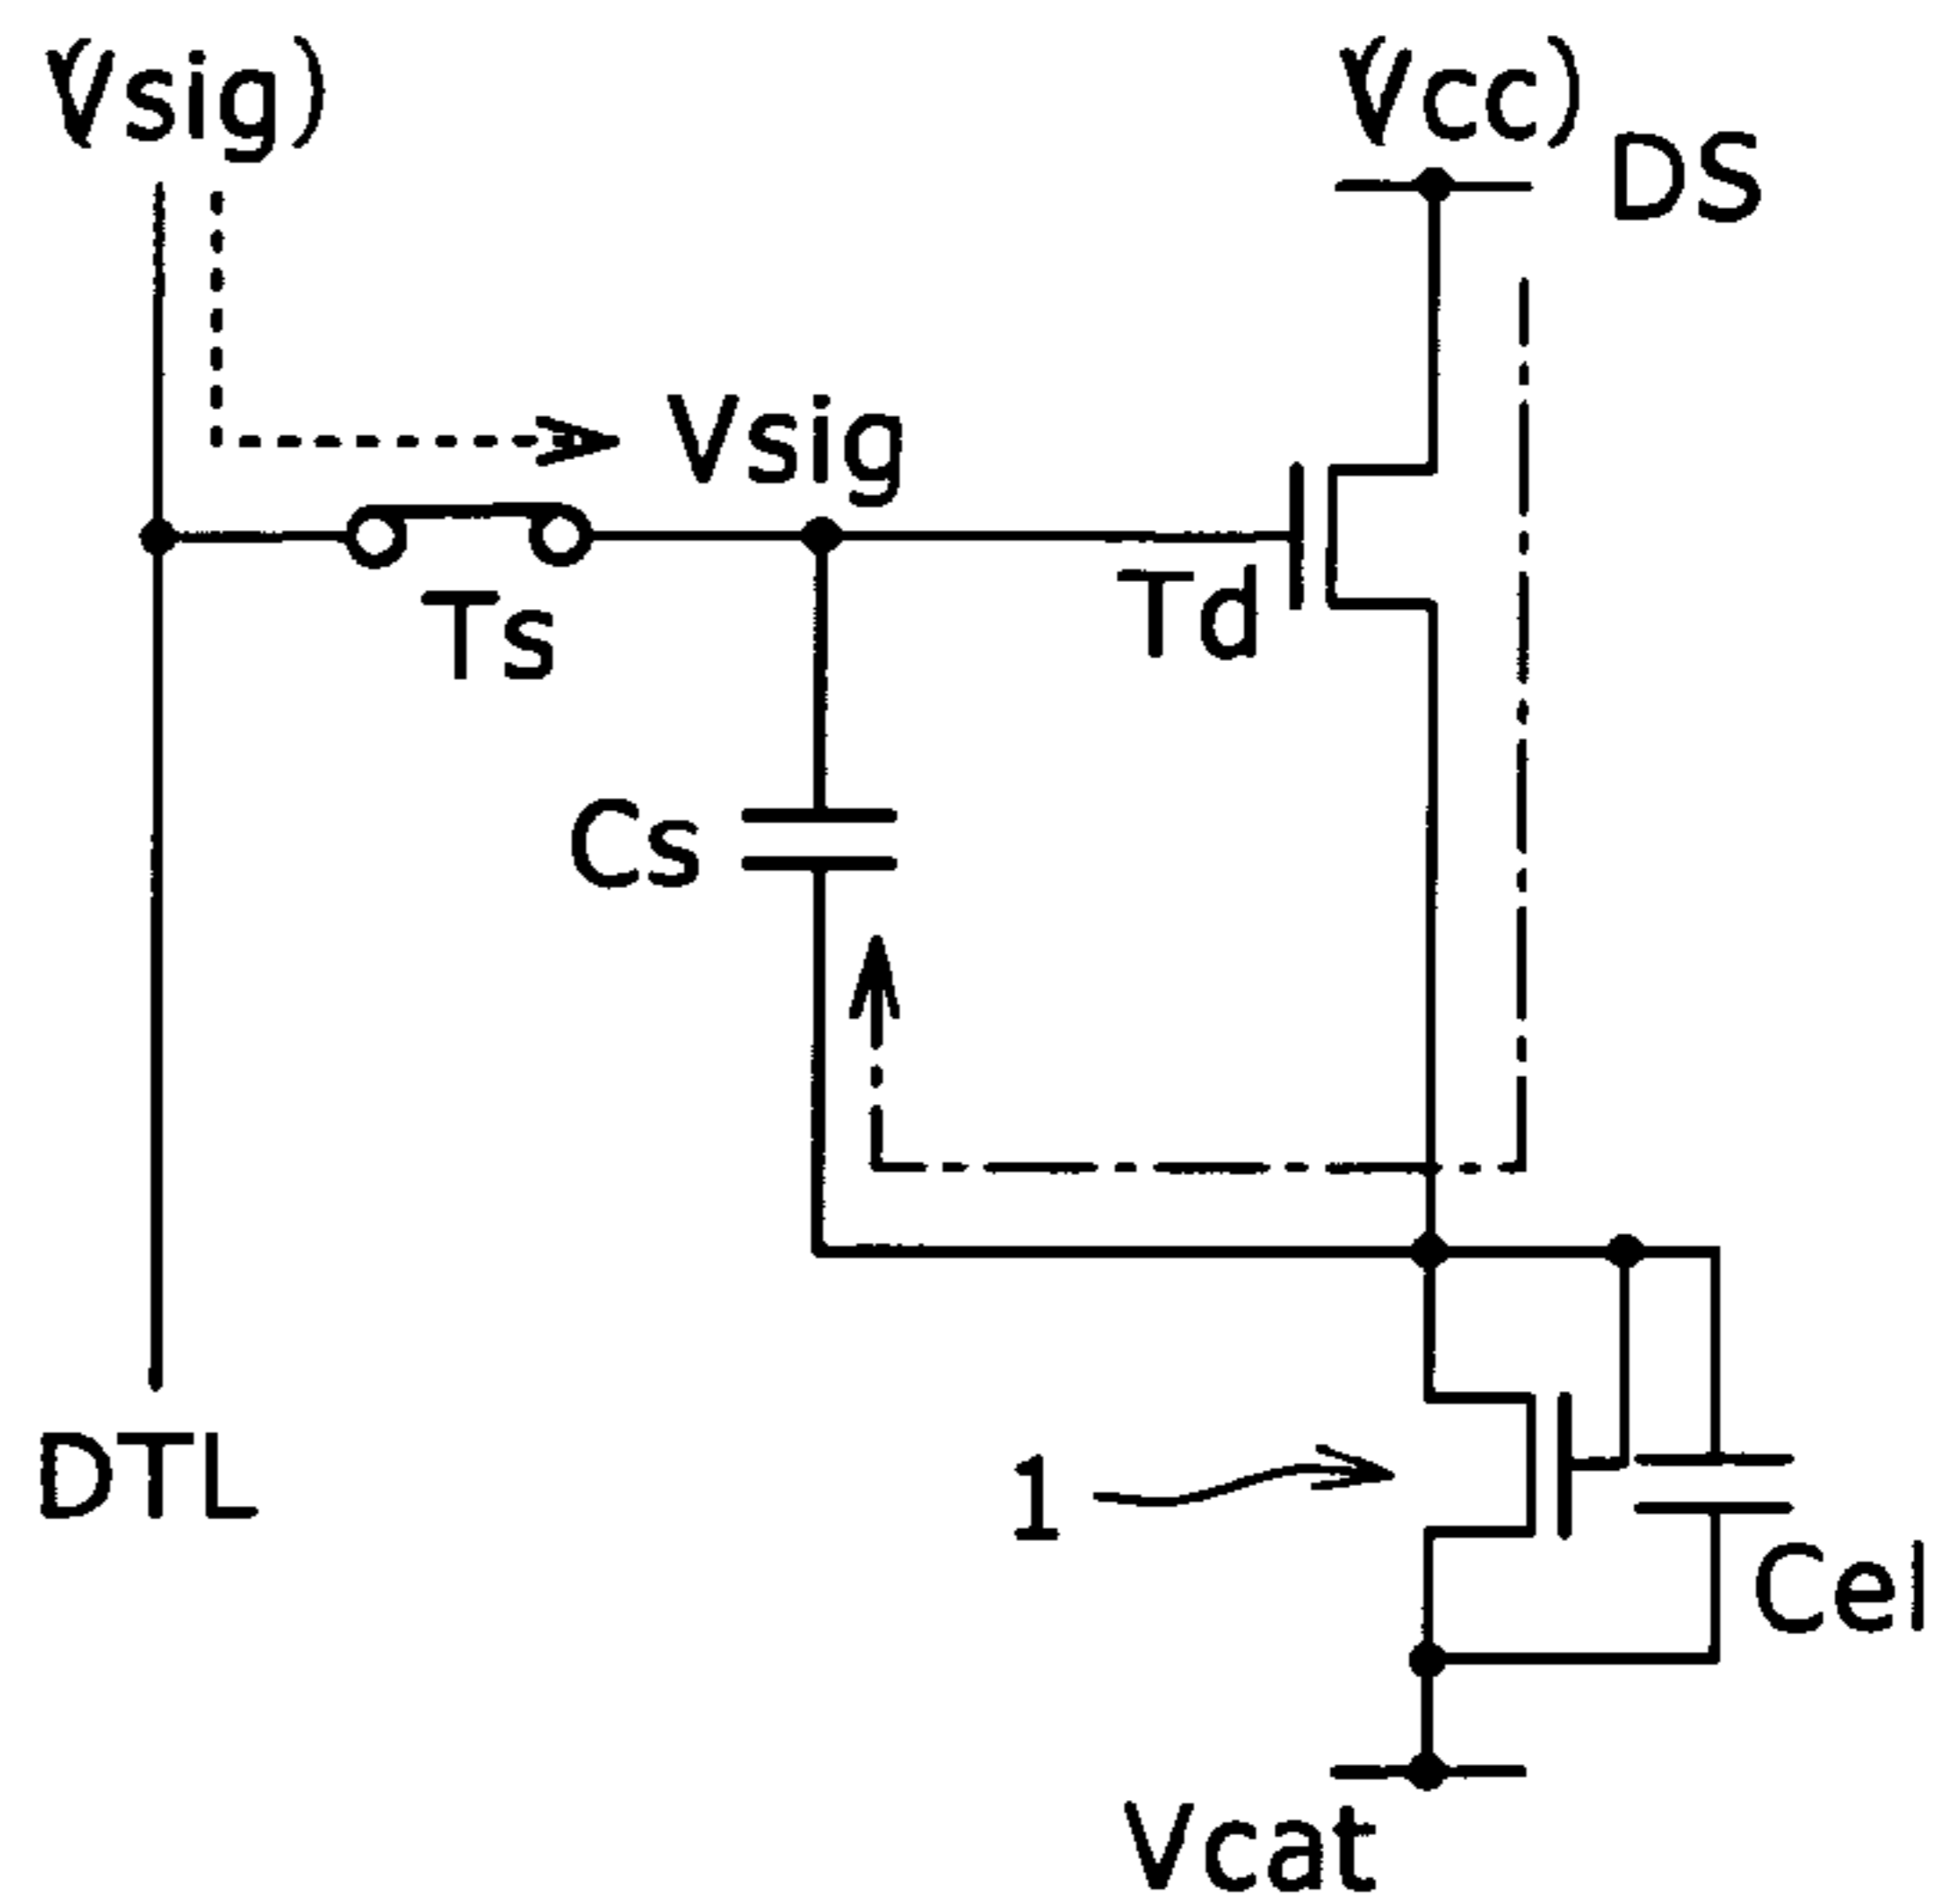 (Vsig)
(Vcc)
DS
Vsig
Ts
Td
Cs
DTL
1
Cel
Vcat